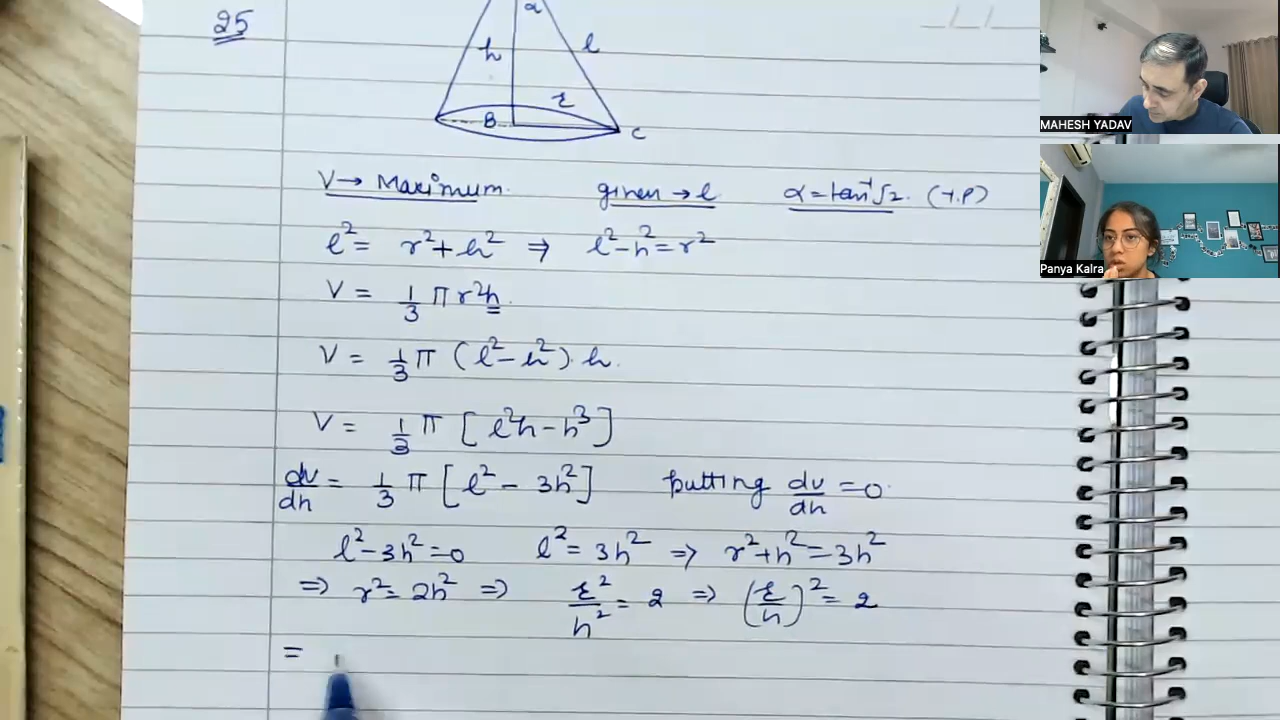 25
α
h
l
r
B
C
V → Maximum. given → l α = tan⁻¹√2. (T.P)
l² = r² + h² ⇒ l² - h² = r²
V = 1/3 π r²h.
V = 1/3 π (l² - h²). h.
V = 1/3 π [l²h - h³]
dv/dh = 1/3 π [l² - 3h²] putting dv/dh = 0.
l² - 3h² = 0 l² = 3h² ⇒ r² + h² = 3h²
⇒ r² = 2h² ⇒ r²/h² = 2 ⇒ (r/h)² = 2
=
MAHESH YADAV
Panya Kalra